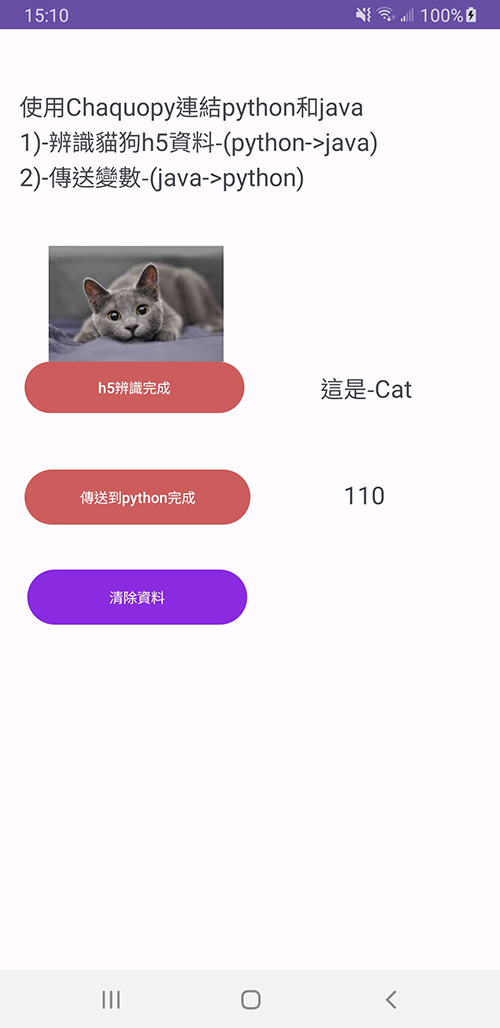 15:10 100%
使用Chaquopy連結python和java
1)-辨識貓狗h5資料-(python->java)
2)-傳送變數-(java->python)
h5辨識完成
這是-Cat
傳送到python完成
110
清除資料